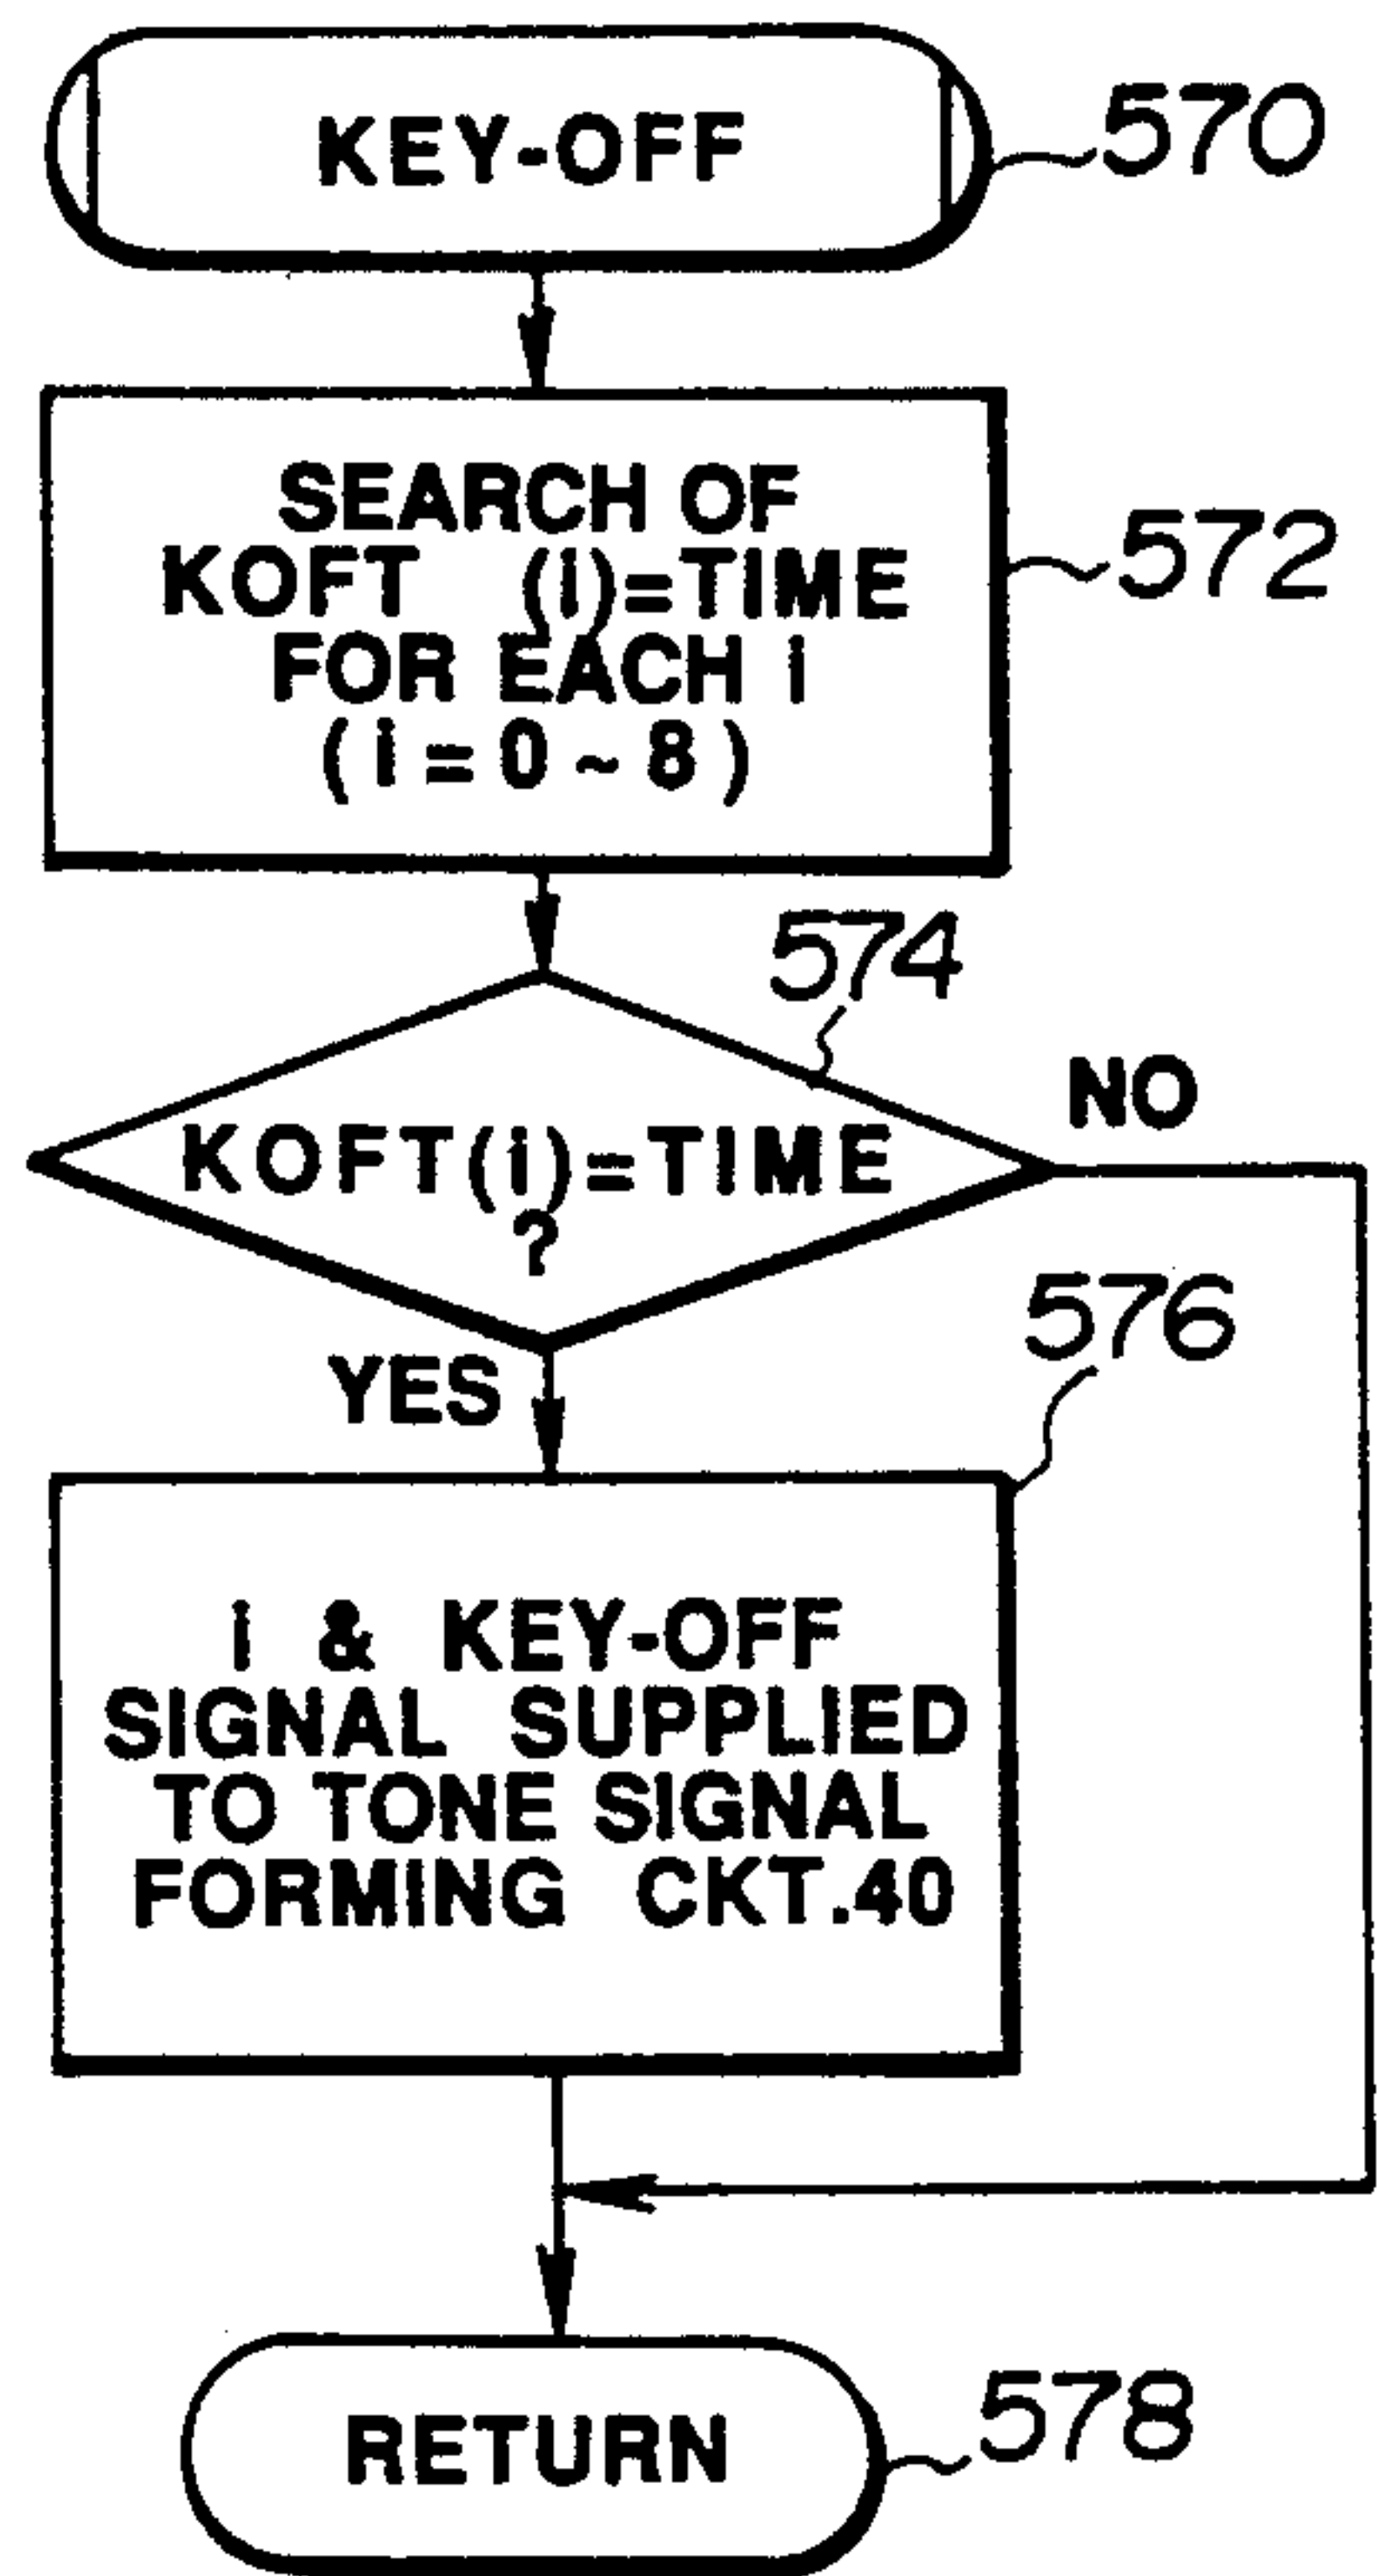 KEY-OFF
570
SEARCH OF
KOFT (i)=TIME
FOR EACH i
(i=0~8)
572
574
KOFT(i)=TIME
?
NO
YES
576
i & KEY-OFF
SIGNAL SUPPLIED
TO TONE SIGNAL
FORMING CKT.40
RETURN
578